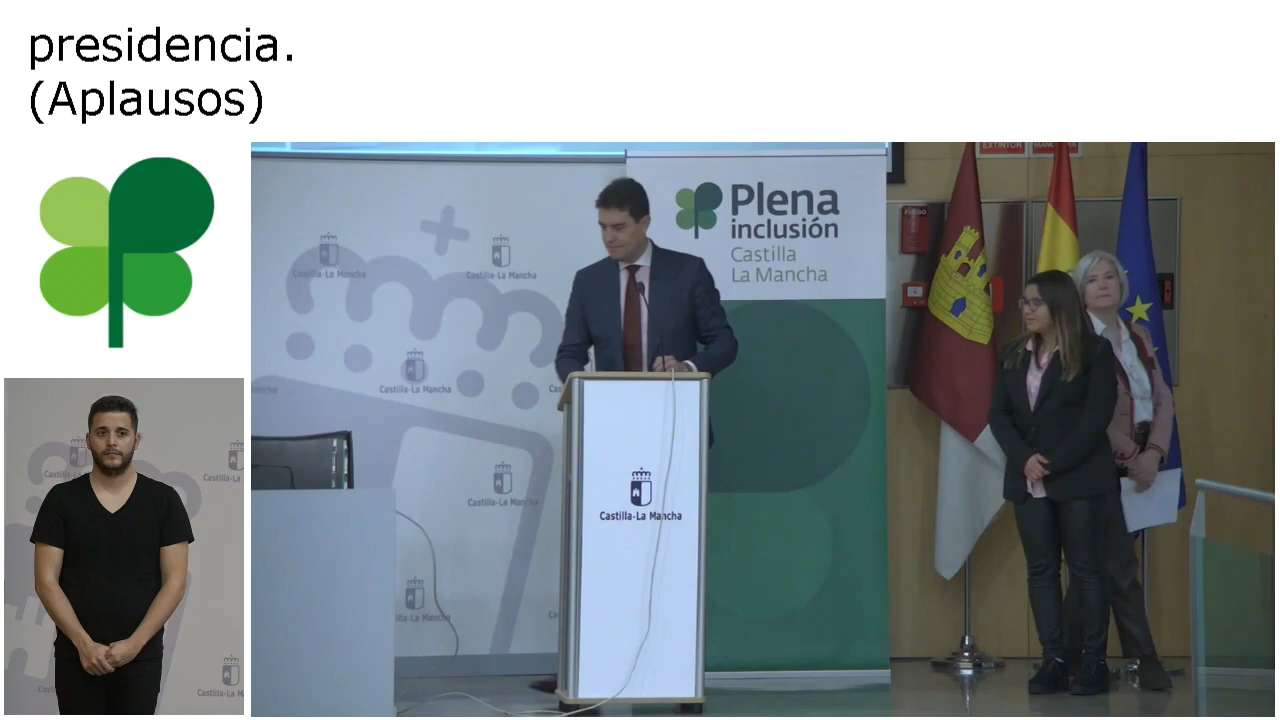 presidencia.
(Aplausos)
Plena
inclusión
Castilla
La Mancha
EXTINTOR
FUEGO
Castilla-La Mancha
Castilla-La Mancha
Castilla-La Mancha
Castilla-La Mancha
Castilla-La Mancha